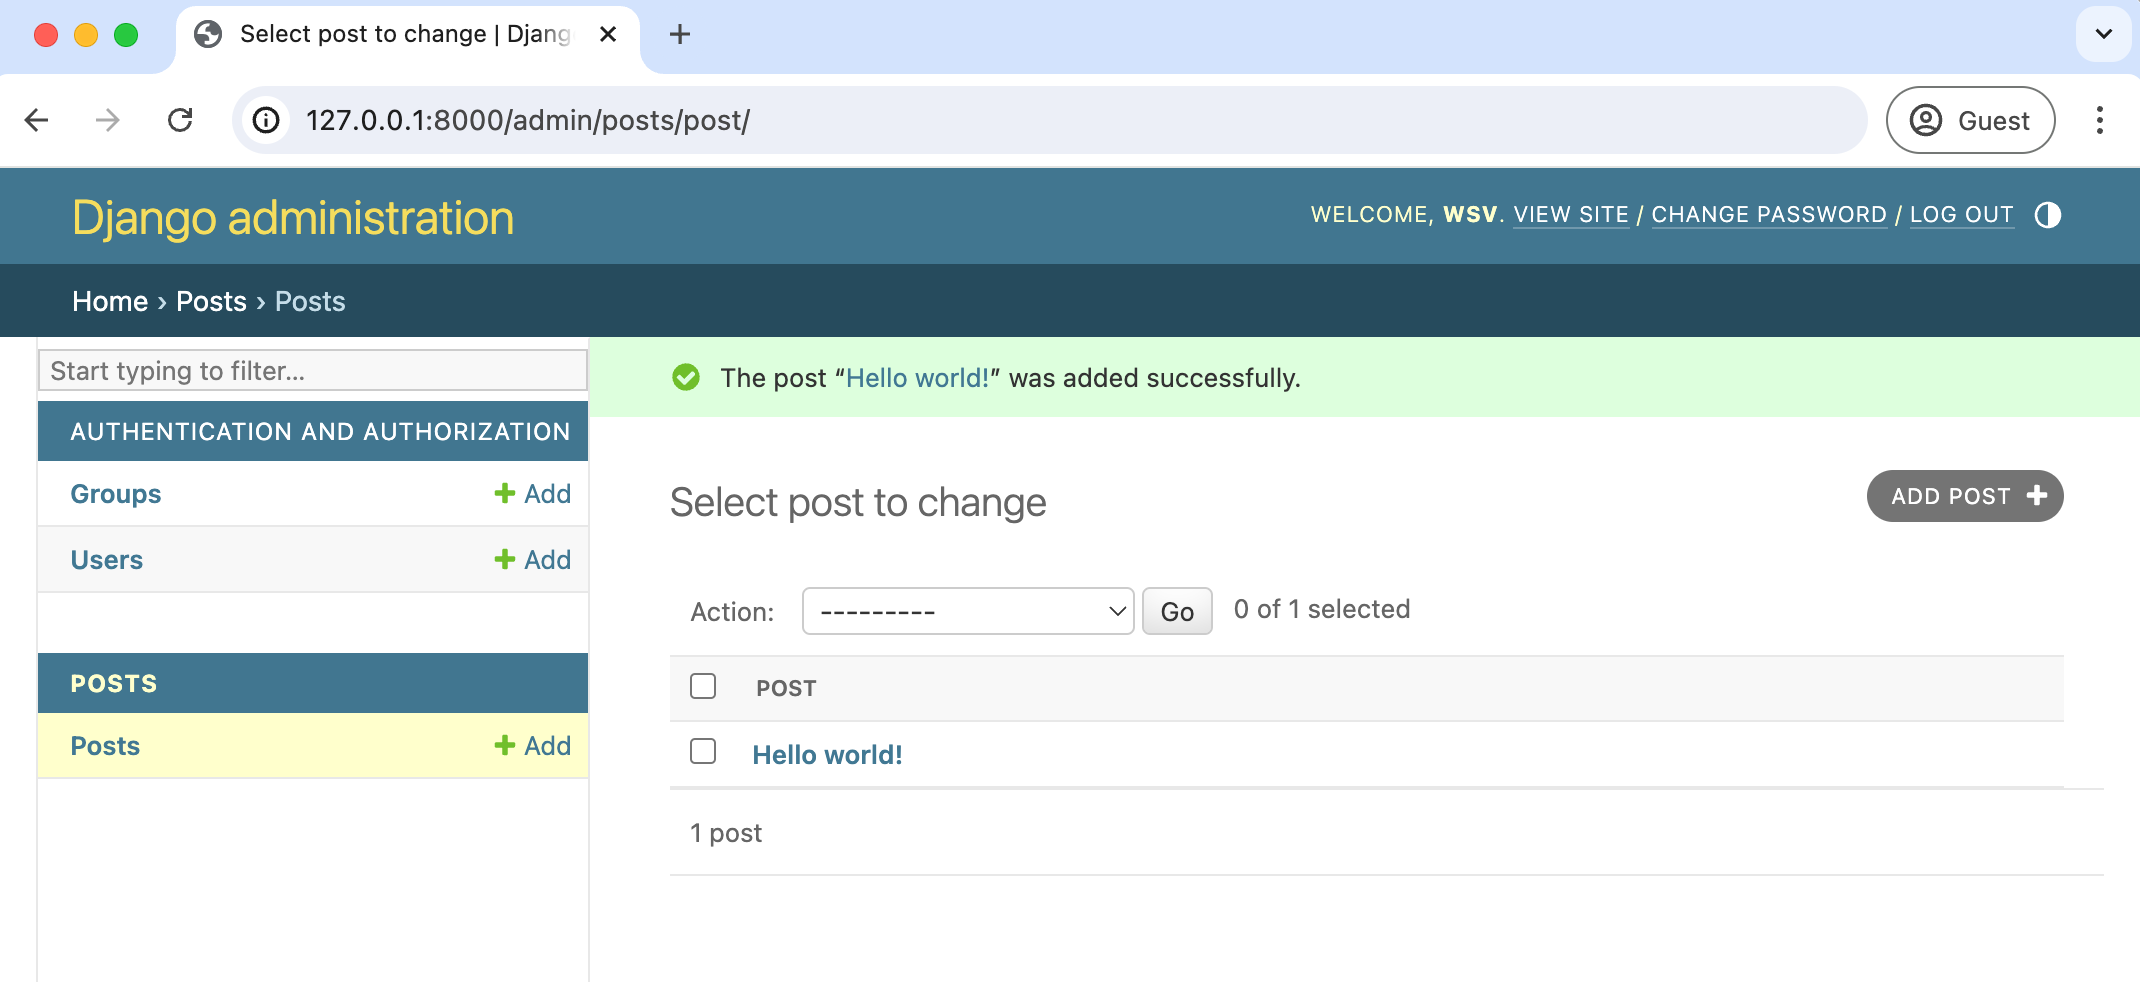 Select post to change | Djang
127.0.0.1:8000/admin/posts/post/
Guest
Django administration
WELCOME, WSV. VIEW SITE / CHANGE PASSWORD / LOG OUT
Home › Posts › Posts
Start typing to filter...
AUTHENTICATION AND AUTHORIZATION
Groups + Add
Users + Add
POSTS
Posts + Add
The post “Hello world!” was added successfully.
Select post to change
ADD POST +
Action: --------- Go 0 of 1 selected
POST
Hello world!
1 post